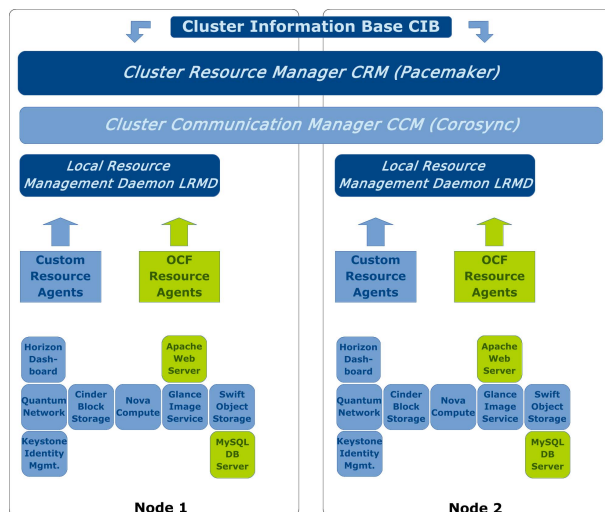 Cluster Information Base CIB
Cluster Resource Manager CRM (Pacemaker)
Cluster Communication Manager CCM (Corosync)
Local Resource
Management Daemon LRMD
Custom
Resource
Agents
OCF
Resource
Agents
Horizon
Dash-
board
Apache
Web
Server
Quantum
Network
Cinder
Block
Storage
Nova
Compute
Glance
Image
Service
Swift
Object
Storage
Keystone
Identity
Mgmt.
MySQL
DB
Server
Node 1
Local Resource
Management Daemon LRMD
Custom
Resource
Agents
OCF
Resource
Agents
Horizon
Dash-
board
Apache
Web
Server
Quantum
Network
Cinder
Block
Storage
Nova
Compute
Glance
Image
Service
Swift
Object
Storage
Keystone
Identity
Mgmt.
MySQL
DB
Server
Node 2